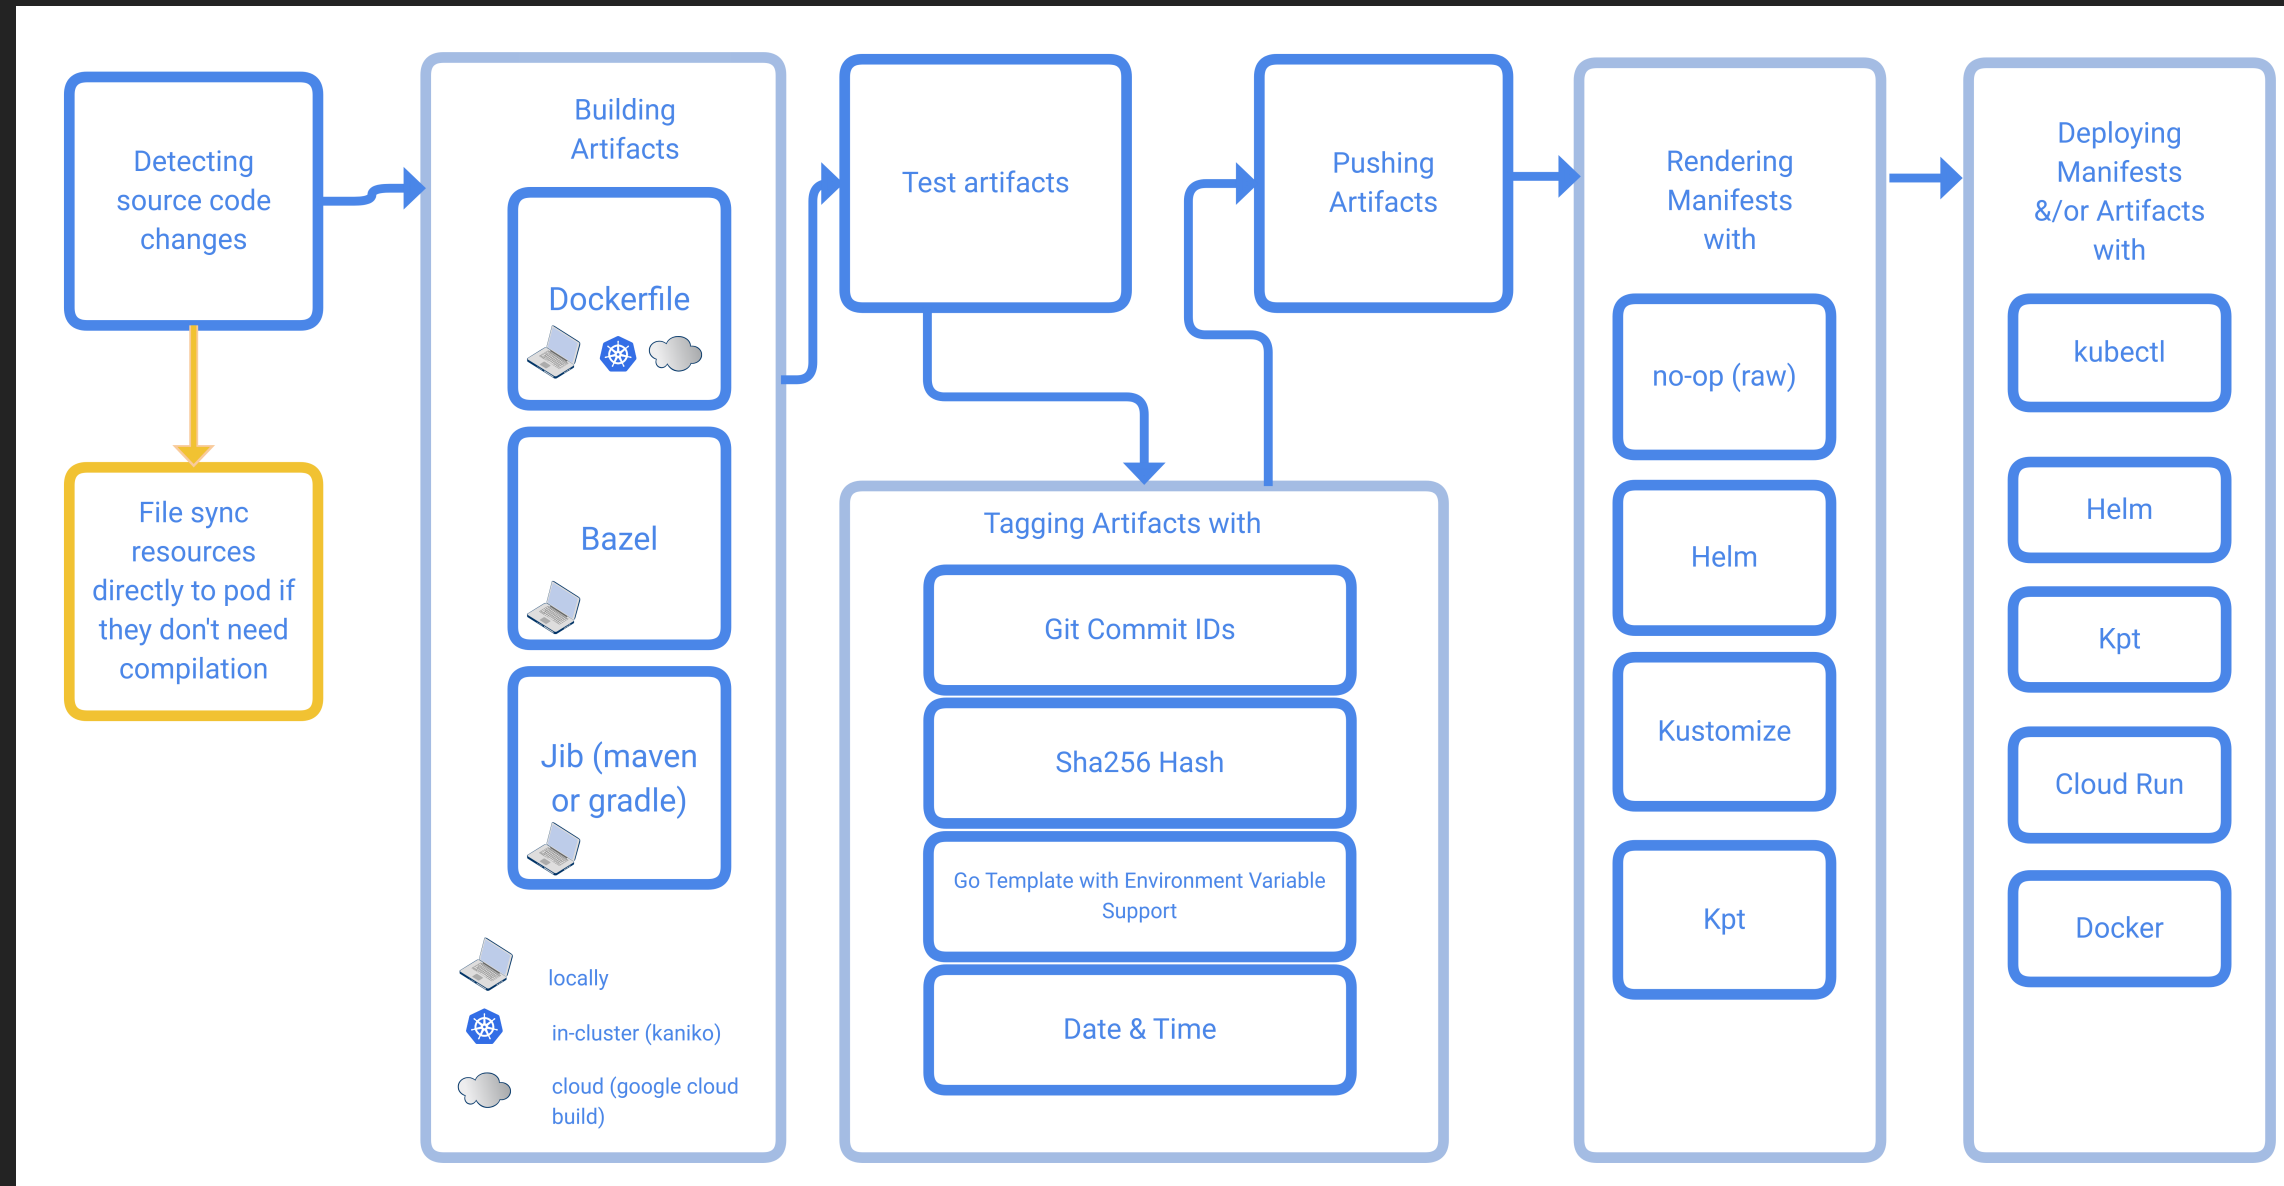 Detecting
source code
changes
File sync
resources
directly to pod if
they don't need
compilation
Building
Artifacts
Dockerfile
Bazel
Jib (maven
or gradle)
locally
in-cluster (kaniko)
cloud (google cloud
build)
Test artifacts
Tagging Artifacts with
Git Commit IDs
Sha256 Hash
Go Template with Environment Variable
Support
Date & Time
Pushing
Artifacts
Rendering
Manifests
with
no-op (raw)
Helm
Kustomize
Kpt
Deploying
Manifests
&/or Artifacts
with
kubectl
Helm
Kpt
Cloud Run
Docker